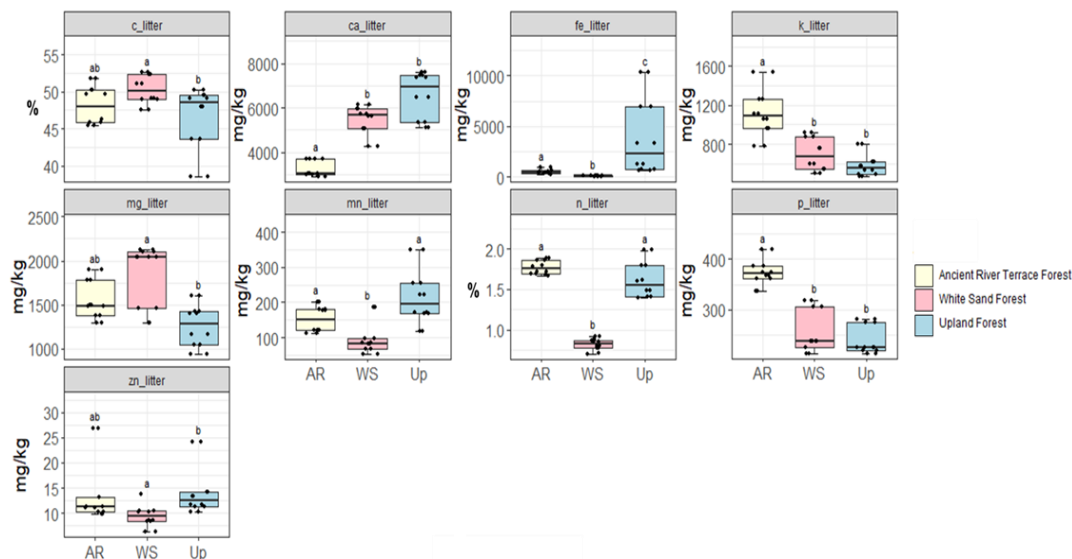 c_litter
ca_litter
fe_litter
k_litter
%
55
50
45
40
ab
a
b
mg/kg
8000
6000
4000
a
b
b
mg/kg
10000
5000
0
a
b
c
mg/kg
1600
1200
800
a
b
b
mg_litter
mn_litter
n_litter
p_litter
mg/kg
2500
2000
1500
1000
ab
a
b
mg/kg
400
300
200
100
a
b
a
AR WS Up
%
2.0
1.5
1.0
a
b
a
AR WS Up
mg/kg
400
300
a
b
b
AR WS Up
zn_litter
mg/kg
30
25
20
15
10
ab
a
b
AR WS Up
Ancient River Terrace Forest
White Sand Forest
Upland Forest